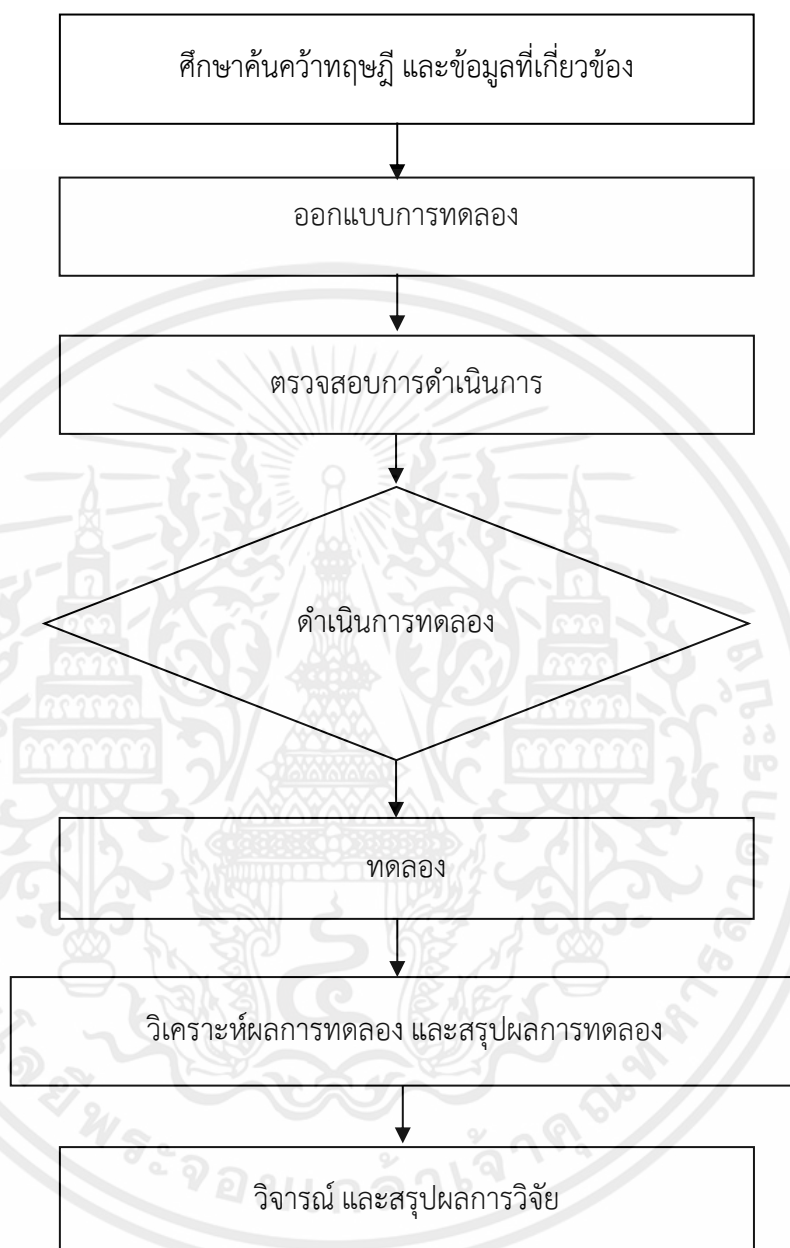 ศึกษาค้นคว้าทฤษฎี และข้อมูลที่เกี่ยวข้อง
ออกแบบการทดลอง
ตรวจสอบการดำเนินการ
ดำเนินการทดลอง
ทดลอง
วิเคราะห์ผลการทดลอง และสรุปผลการทดลอง
วิจารณ์ และสรุปผลการวิจัย